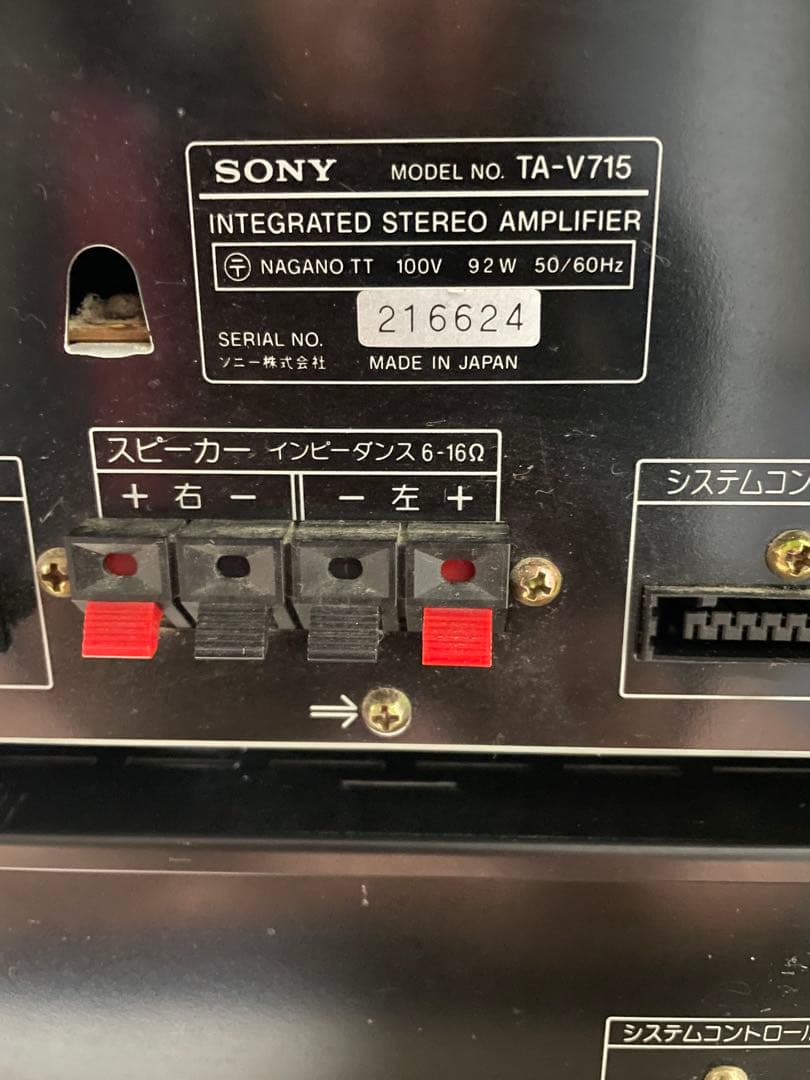 SONY MODEL NO. TA-V715
INTEGRATED STEREO AMPLIFIER
〒 NAGANO TT 100V 92W 50/60Hz
SERIAL NO. 216624
ソニー株式会社 MADE IN JAPAN
スピーカー インピーダンス 6-16Ω
+ 右 − − 左 +
システムコン
⇒
システムコントロール